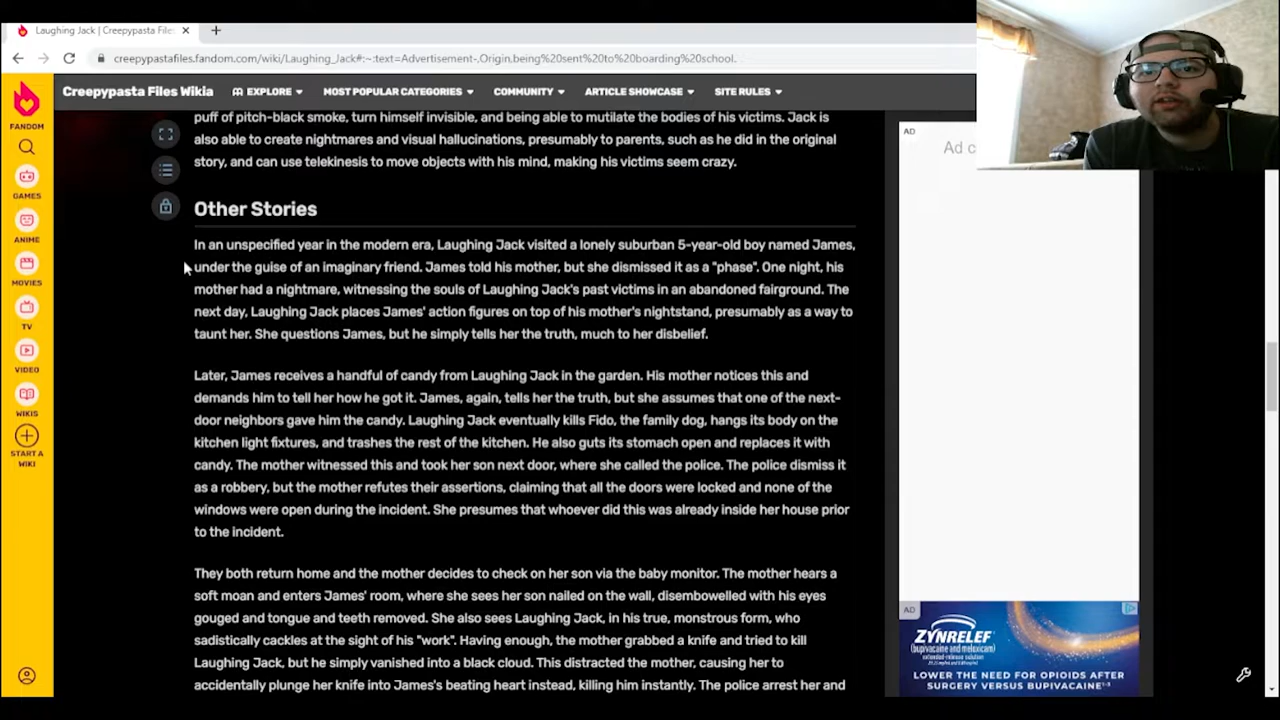 Laughing Jack | Creepypasta File
creepypastafiles.fandom.com/wiki/Laughing_Jack#:~:text=Advertisement-,Origin,being%20sent%20to%20boarding%20school.
Creepypasta Files Wikia
EXPLORE
MOST POPULAR CATEGORIES
COMMUNITY
ARTICLE SHOWCASE
SITE RULES
FANDOM
GAMES
ANIME
MOVIES
TV
VIDEO
WIKIS
START A
WIKI
puff of pitch-black smoke, turn himself invisible, and being able to mutilate the bodies of his victims. Jack is
also able to create nightmares and visual hallucinations, presumably to parents, such as he did in the original
story, and can use telekinesis to move objects with his mind, making his victims seem crazy.
Other Stories
In an unspecified year in the modern era, Laughing Jack visited a lonely suburban 5-year-old boy named James,
under the guise of an imaginary friend. James told his mother, but she dismissed it as a "phase". One night, his
mother had a nightmare, witnessing the souls of Laughing Jack's past victims in an abandoned fairground. The
next day, Laughing Jack places James' action figures on top of his mother's nightstand, presumably as a way to
taunt her. She questions James, but he simply tells her the truth, much to her disbelief.
Later, James receives a handful of candy from Laughing Jack in the garden. His mother notices this and
demands him to tell her how he got it. James, again, tells her the truth, but she assumes that one of the next-
door neighbors gave him the candy. Laughing Jack eventually kills Fido, the family dog, hangs its body on the
kitchen light fixtures, and trashes the rest of the kitchen. He also guts its stomach open and replaces it with
candy. The mother witnessed this and took her son next door, where she called the police. The police dismiss it
as a robbery, but the mother refutes their assertions, claiming that all the doors were locked and none of the
windows were open during the incident. She presumes that whoever did this was already inside her house prior
to the incident.
They both return home and the mother decides to check on her son via the baby monitor. The mother hears a
soft moan and enters James' room, where she sees her son nailed on the wall, disembowelled with his eyes
gouged and tongue and teeth removed. She also sees Laughing Jack, in his true, monstrous form, who
sadistically cackles at the sight of his "work". Having enough, the mother grabbed a knife and tried to kill
Laughing Jack, but he simply vanished into a black cloud. This distracted the mother, causing her to
accidentally plunge her knife into James's beating heart instead, killing him instantly. The police arrest her and
AD
Ad c
AD
ZYNRELEF
(bupivacaine and meloxicam)
LOWER THE NEED FOR OPIOIDS AFTER
SURGERY VERSUS BUPIVACAINE